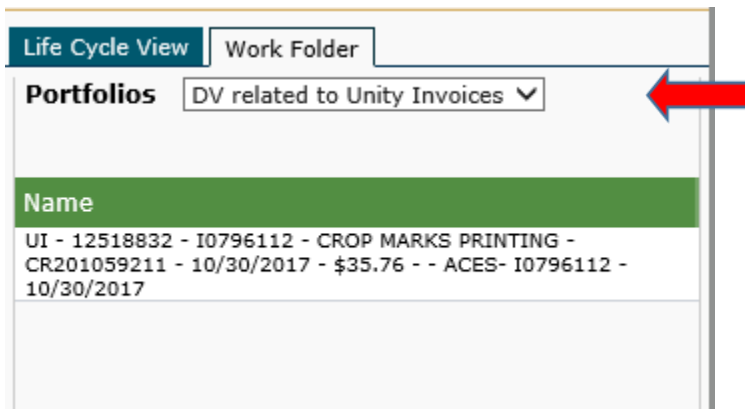 Life Cycle View Work Folder
Portfolios DV related to Unity Invoices
Name
UI - 12518832 - I0796112 - CROP MARKS PRINTING -
CR201059211 - 10/30/2017 - $35.76 - - ACES- I0796112 -
10/30/2017